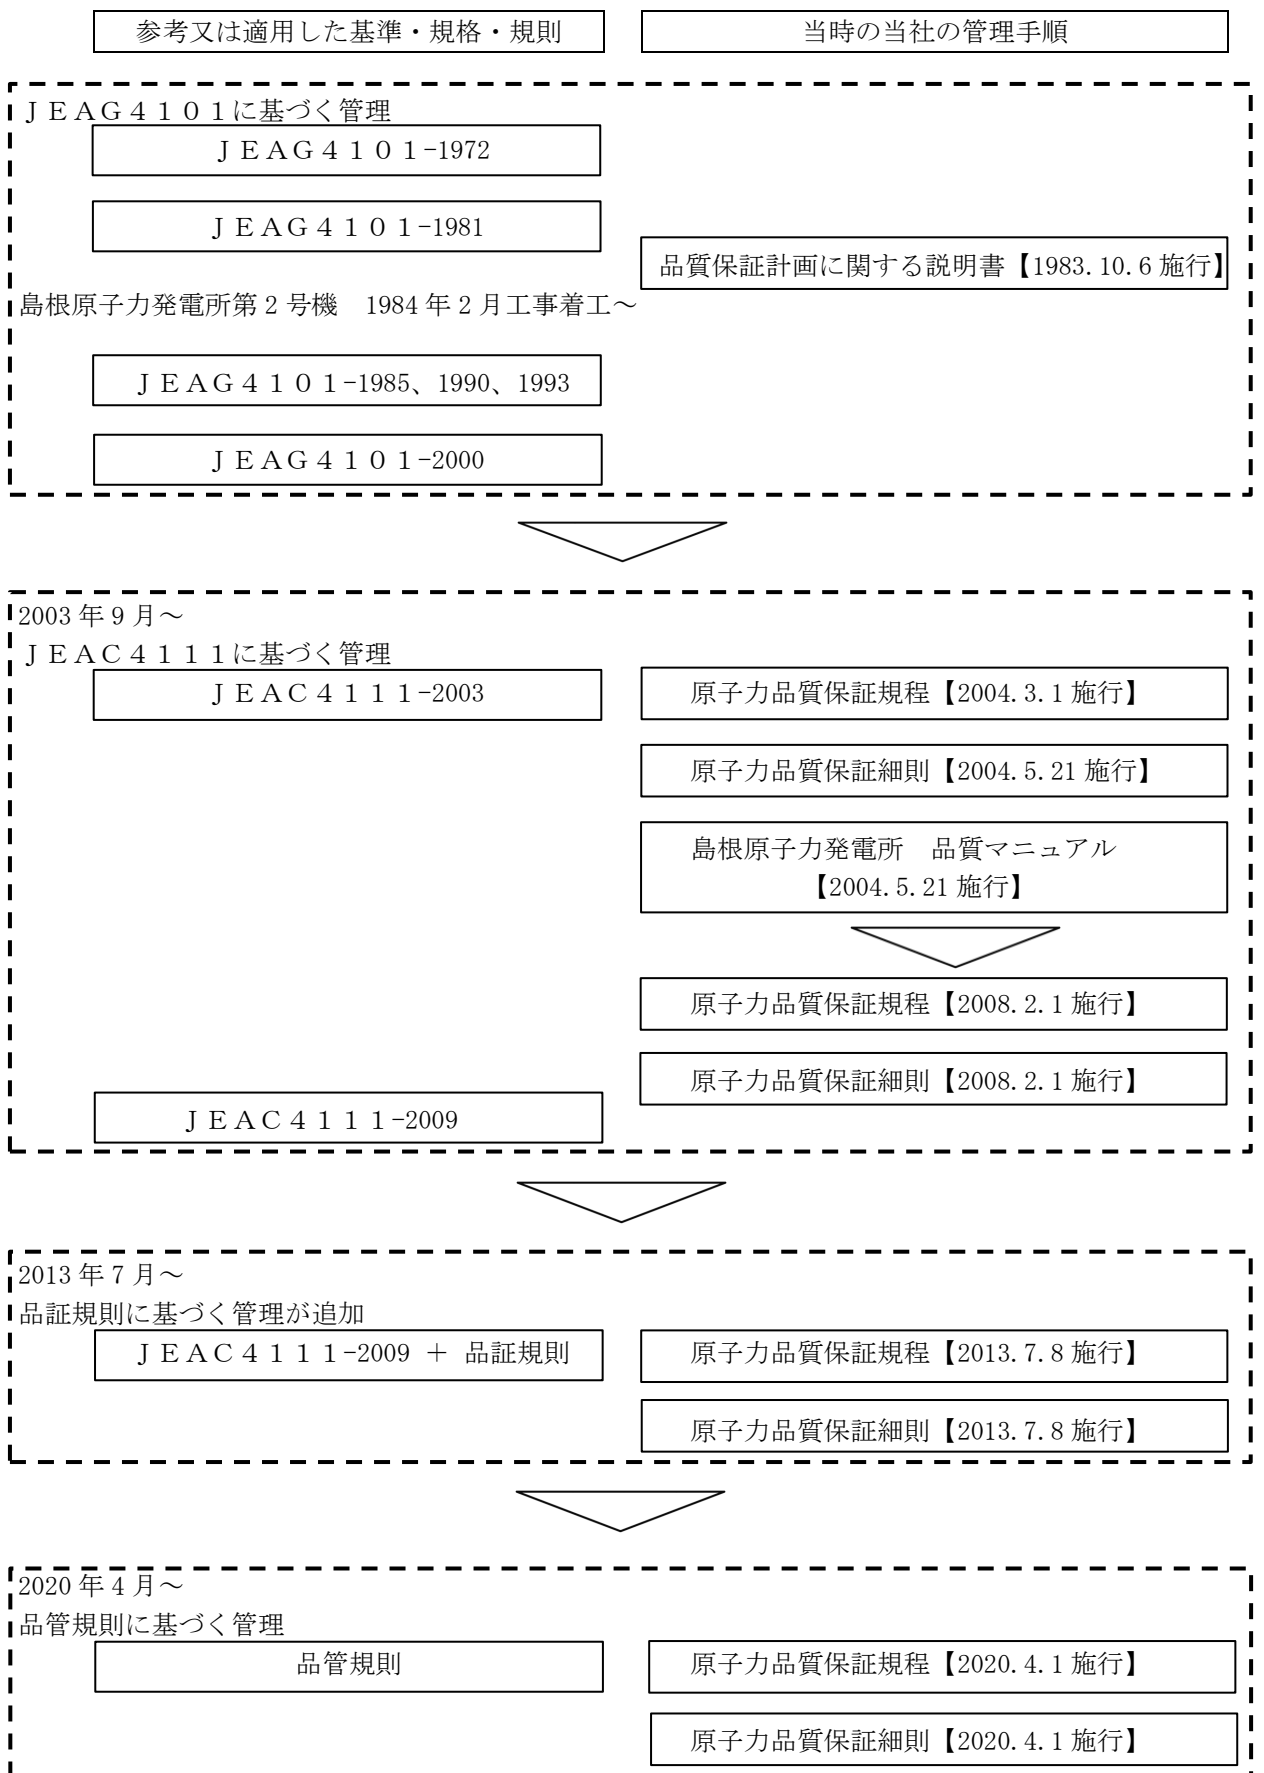 参考又は適用した基準・規格・規則
当時の当社の管理手順
ＪＥＡＧ４１０１に基づく管理
ＪＥＡＧ４１０１-1972
ＪＥＡＧ４１０１-1981
品質保証計画に関する説明書【1983.10.6 施行】
島根原子力発電所第２号機　1984 年２月工事着工～
ＪＥＡＧ４１０１-1985、1990、1993
ＪＥＡＧ４１０１-2000
2003 年９月～
ＪＥＡＣ４１１１に基づく管理
ＪＥＡＣ４１１１-2003
原子力品質保証規程【2004.3.1 施行】
原子力品質保証細則【2004.5.21 施行】
島根原子力発電所　品質マニュアル
【2004.5.21 施行】
原子力品質保証規程【2008.2.1 施行】
原子力品質保証細則【2008.2.1 施行】
ＪＥＡＣ４１１１-2009
2013 年７月～
品証規則に基づく管理が追加
ＪＥＡＣ４１１１-2009 ＋ 品証規則
原子力品質保証規程【2013.7.8 施行】
原子力品質保証細則【2013.7.8 施行】
2020 年４月～
品管規則に基づく管理
品管規則
原子力品質保証規程【2020.4.1 施行】
原子力品質保証細則【2020.4.1 施行】